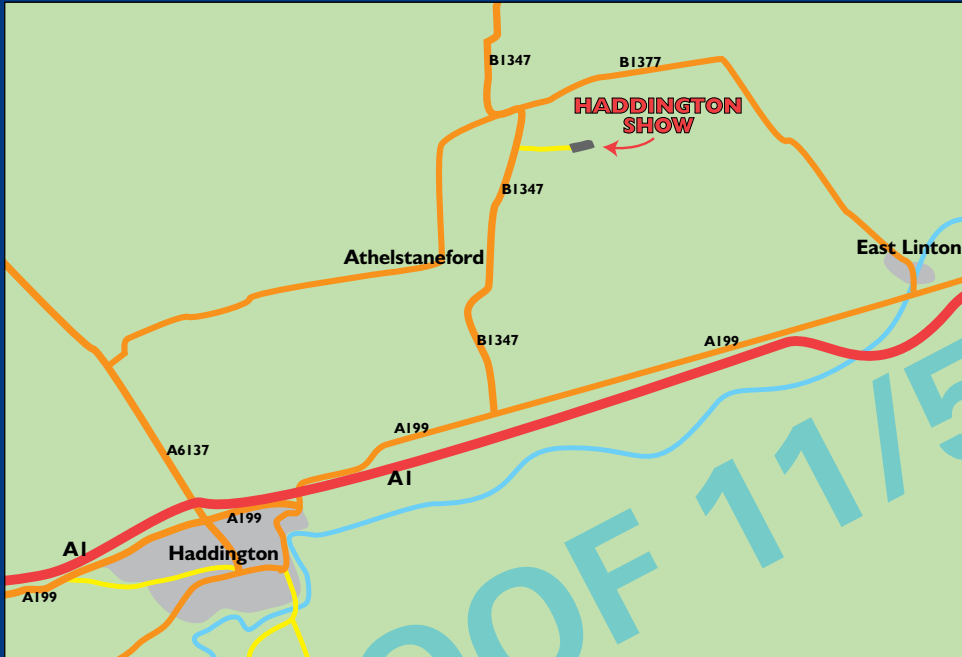 B1347
B1377
HADDINGTON
SHOW
B1347
Athelstaneford
East Linton
B1347
A199
A199
A6137
A1
A199
A1
Haddington
A199
OOF 11/5